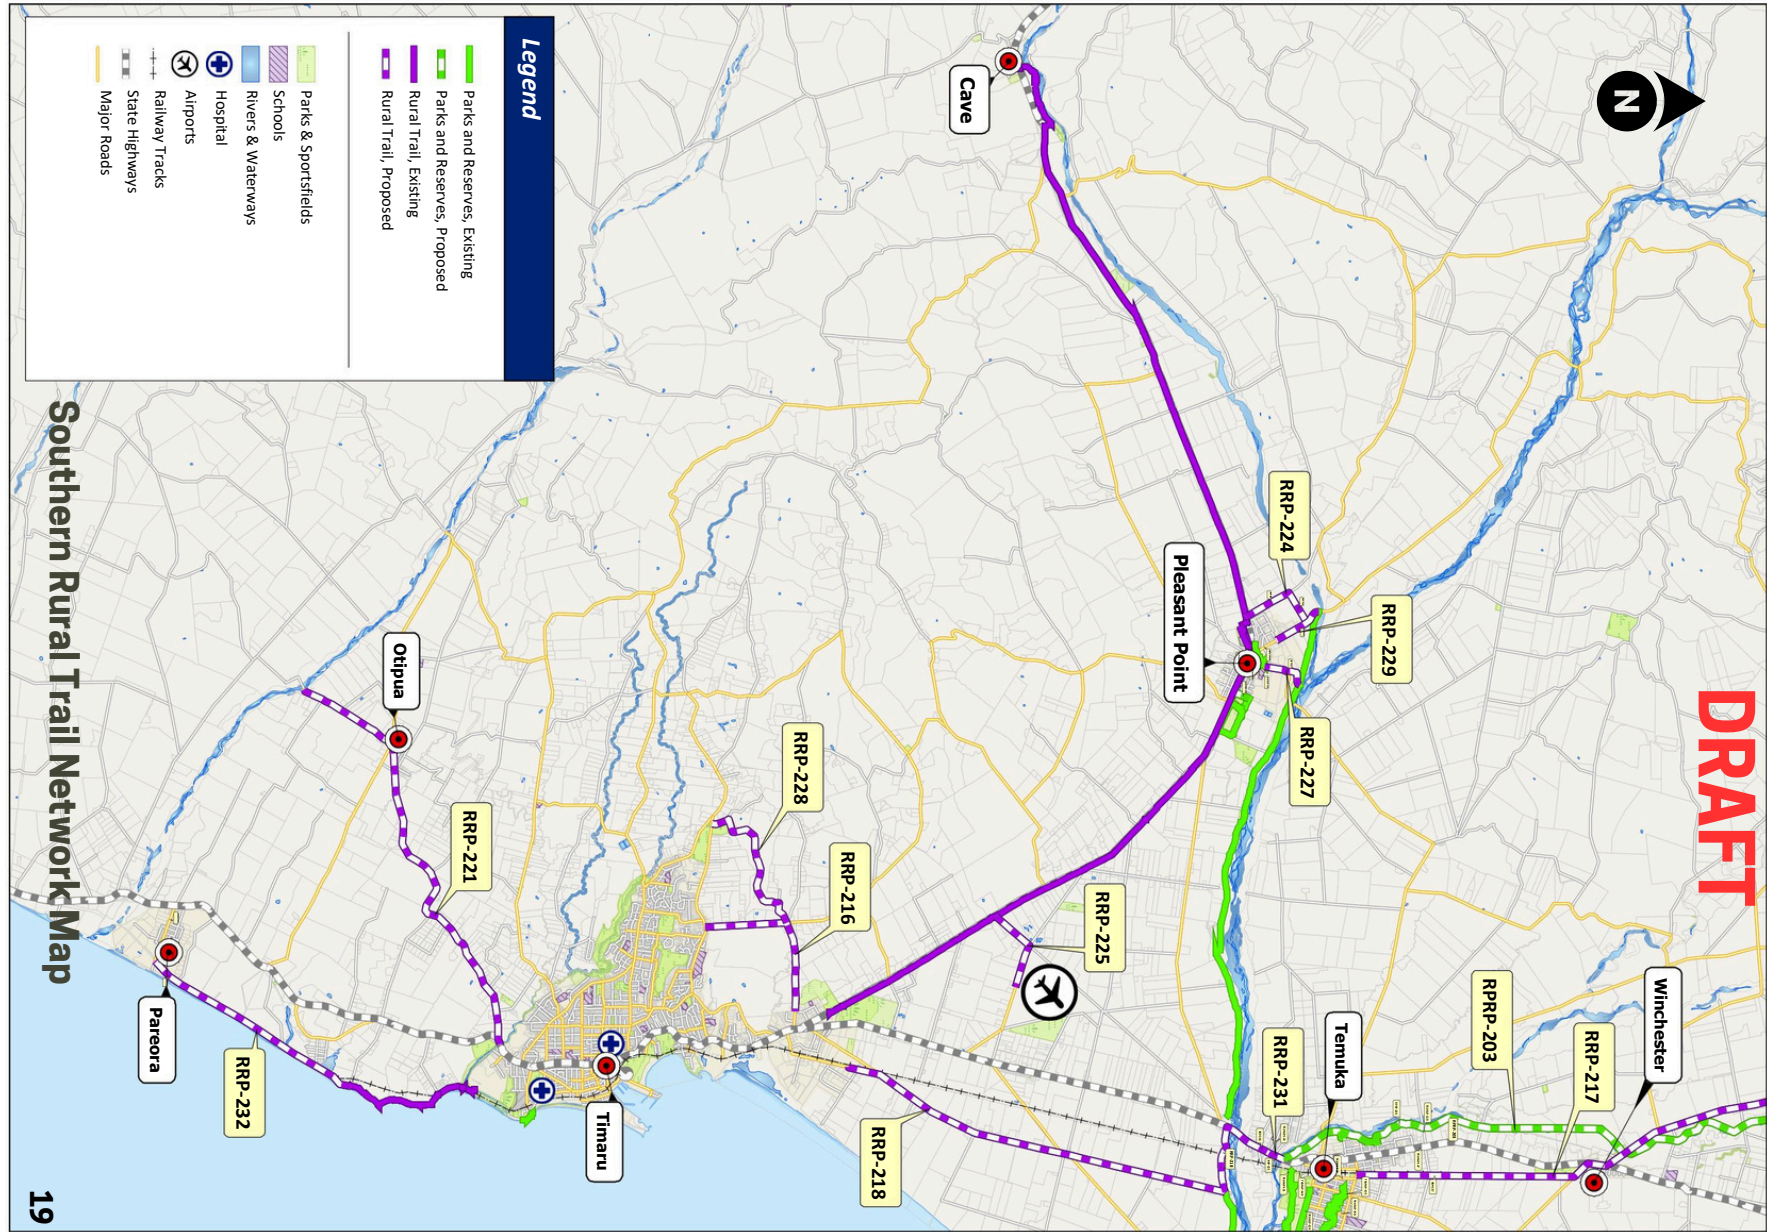 DRAFT
N
Cave
RRP-224
RRP-229
Pleasant Point
RRP-227
RRP-228
RRP-216
RRP-225
Otipua
RRP-221
Winchester
RPRP-203
RRP-217
Temuka
RRP-231
Pareora
RRP-232
Timaru
RRP-218
Legend
Parks and Reserves, Existing
Parks and Reserves, Proposed
Rural Trail, Existing
Rural Trail, Proposed
Parks & Sportsfields
Schools
Rivers & Waterways
Hospital
Airports
Railway Tracks
State Highways
Major Roads
Southern Rural Trail Network Map
19